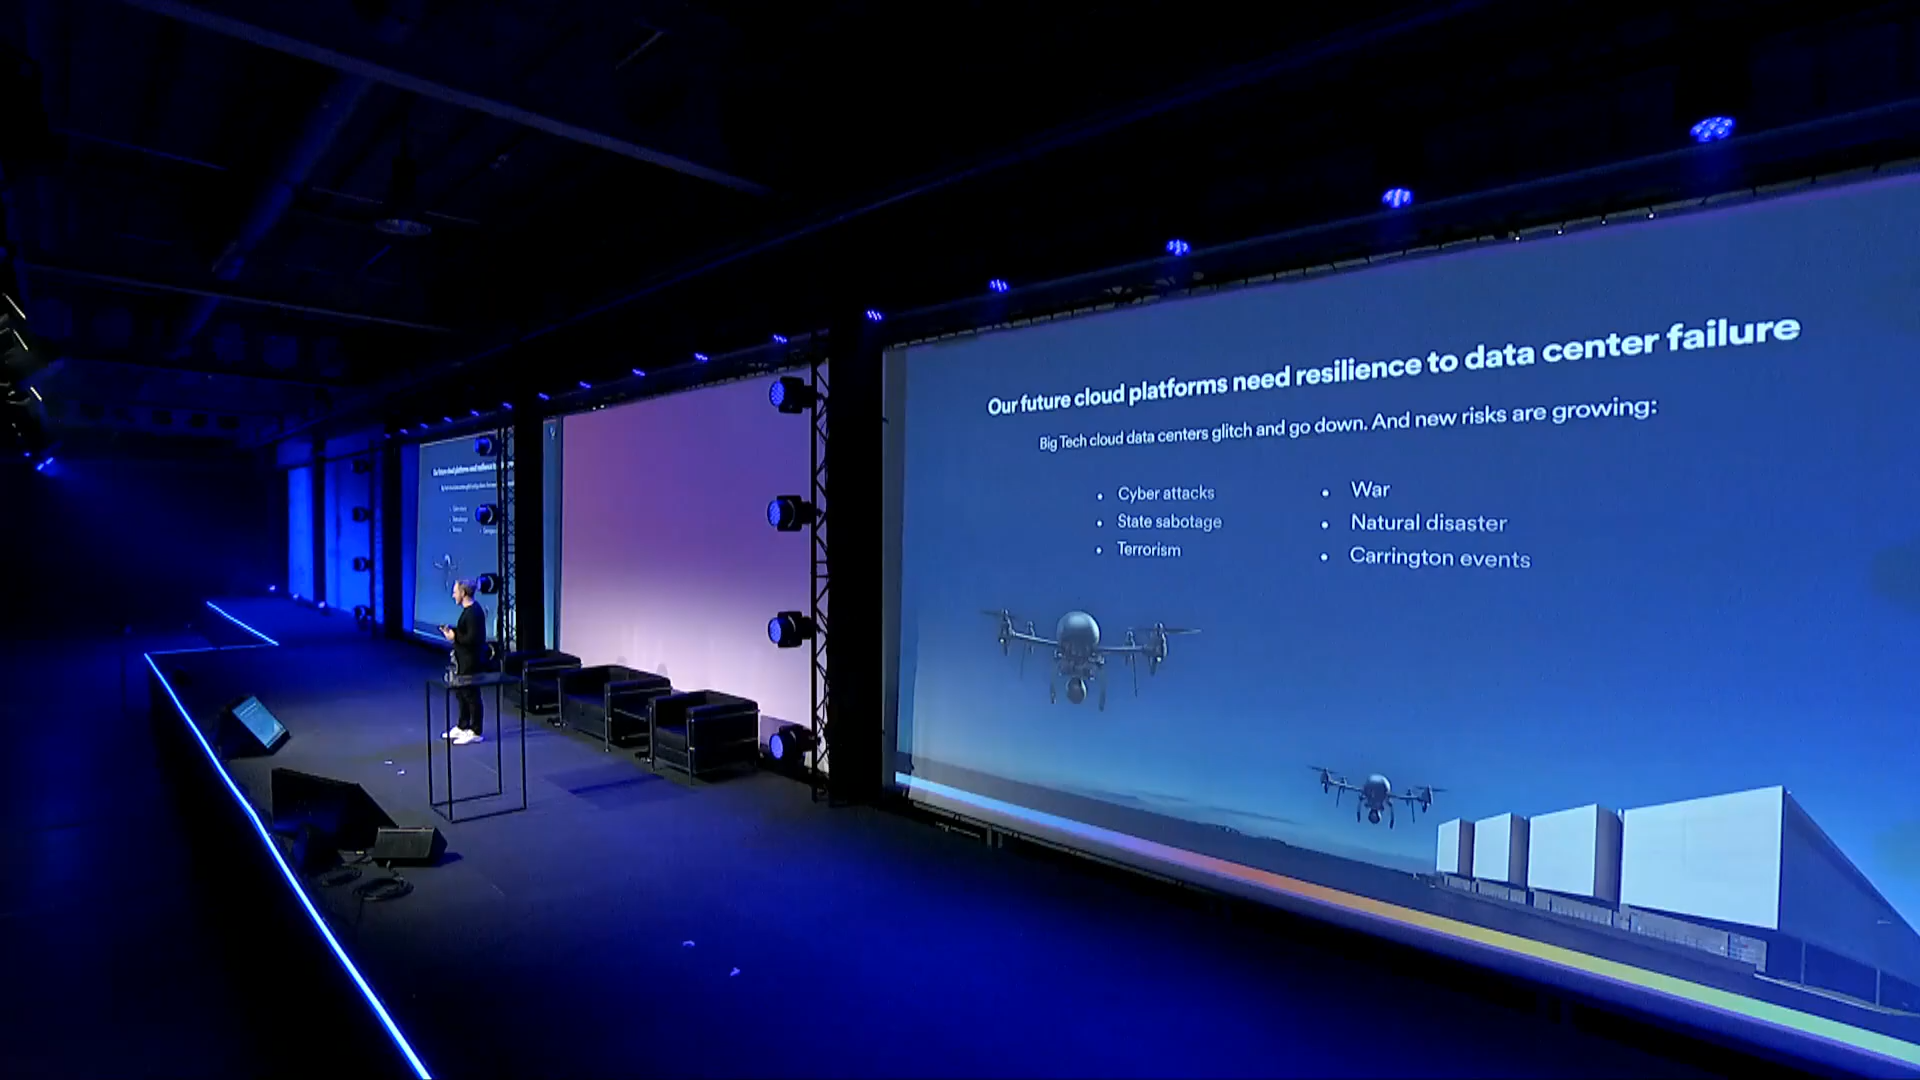 Our future cloud platforms need resilience to data center failure
Big Tech cloud data centers glitch and go down. And new risks are growing:
• Cyber attacks
• State sabotage
• Terrorism
• War
• Natural disaster
• Carrington events